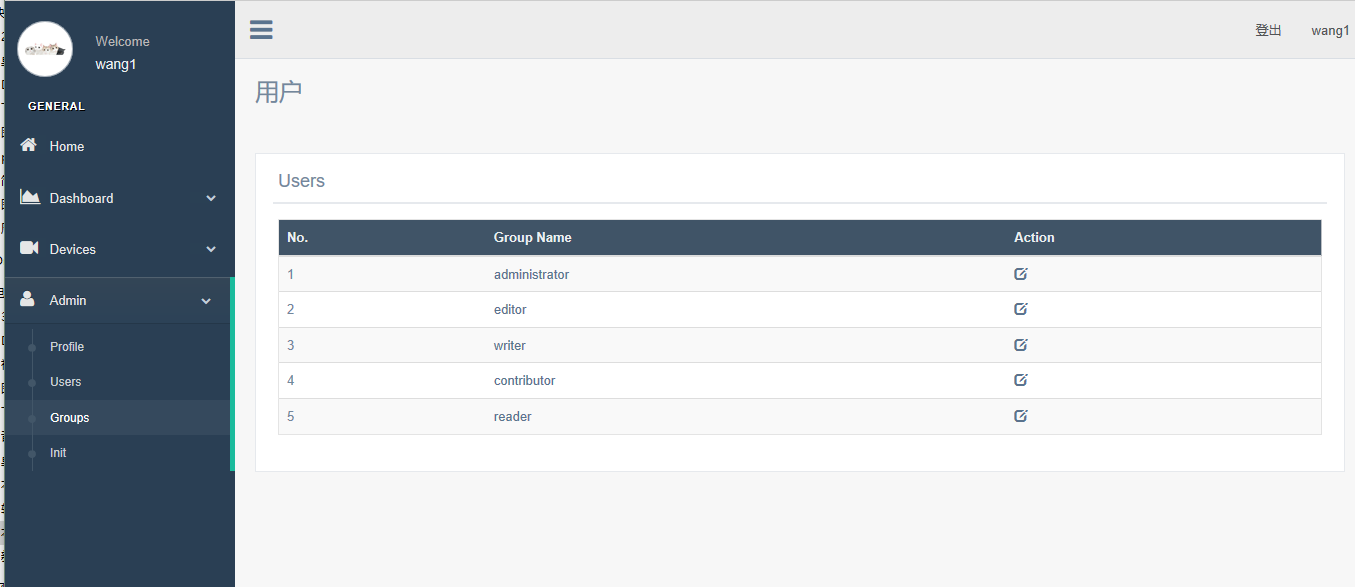 Welcome
wang1
GENERAL
Home
Dashboard
Devices
Admin
Profile
Users
Groups
Init
登出 wang1
用户
Users
No. Group Name Action
1 administrator
2 editor
3 writer
4 contributor
5 reader